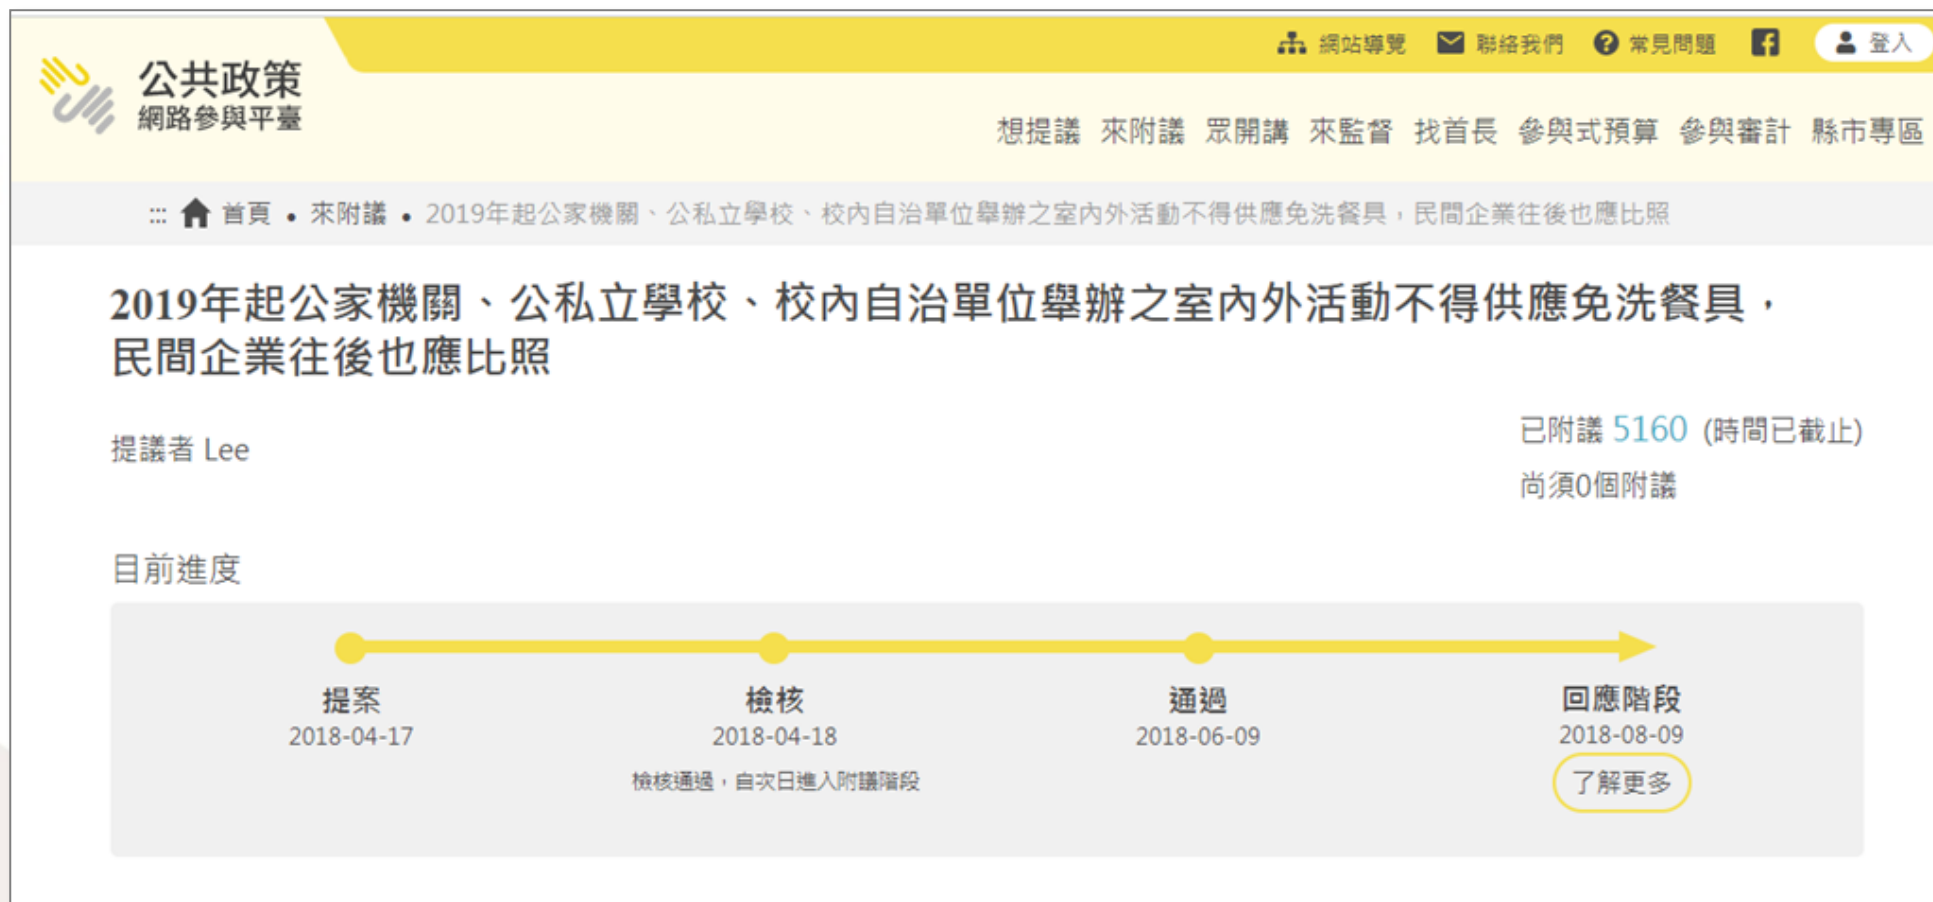 網站導覽 聯絡我們 常見問題 登入
公共政策
網路參與平臺
想提議 來附議 眾開講 來監督 找首長 參與式預算 參與審計 縣市專區
::: 首頁 • 來附議 • 2019年起公家機關、公私立學校、校內自治單位舉辦之室內外活動不得供應免洗餐具，民間企業往後也應比照
2019年起公家機關、公私立學校、校內自治單位舉辦之室內外活動不得供應免洗餐具，
民間企業往後也應比照
提議者 Lee
已附議 5160 (時間已截止)
尚須0個附議
目前進度
提案 檢核 通過 回應階段
2018-04-17 2018-04-18 2018-06-09 2018-08-09
檢核通過，自次日進入附議階段 了解更多